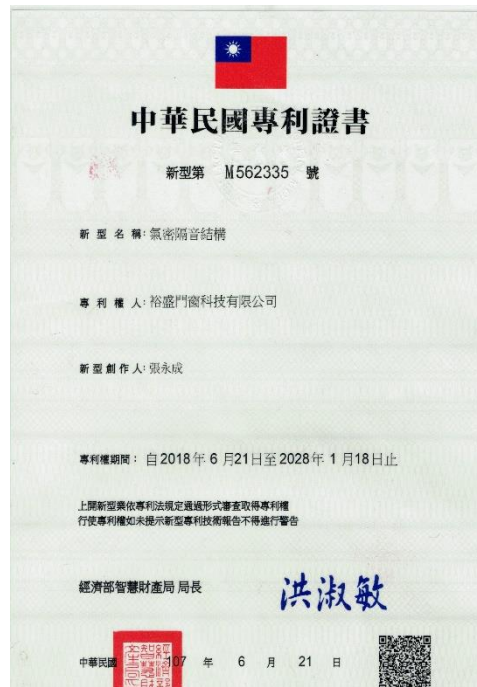 中華民國專利證書
新型第 M562335 號
新型名稱：氣密隔音結構
專利權人：裕盛門窗科技有限公司
新型創作人：張永成
專利權期間：自2018年6月21日至2028年1月18日止
上開新型業依專利法規定通過形式審查取得專利權
行使專利權如未提示新型專利技術報告不得進行警告
經濟部智慧財產局局長 洪淑敏
中華民國 107 年 6 月 21 日